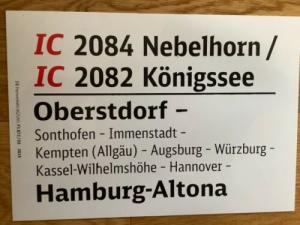 IC 2084 Nebelhorn /
IC 2082 Königssee
Oberstdorf –
Sonthofen – Immenstadt –
Kempten (Allgäu) – Augsburg – Würzburg –
Kassel-Wilhelmshöhe – Hannover –
Hamburg-Altona